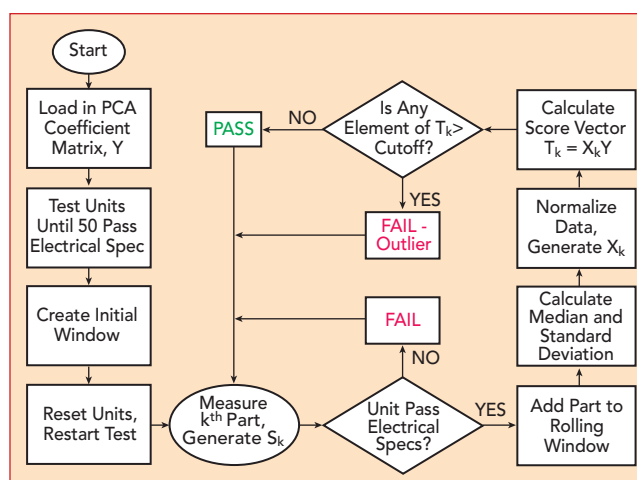 Start
Load in PCA
Coefficient
Matrix, Y
Test Units
Until 50 Pass
Electrical Spec
Create Initial
Window
Reset Units,
Restart Test
Measure
kth Part,
Generate Sk
Unit Pass
Electrical
Specs?
NO
FAIL
YES
Add Part to
Rolling
Window
Calculate
Median and
Standard
Deviation
Normalize
Data,
Generate Xk
Calculate
Score Vector
Tk = XkY
Is Any
Element of Tk>
Cutoff?
NO
PASS
YES
FAIL -
Outlier